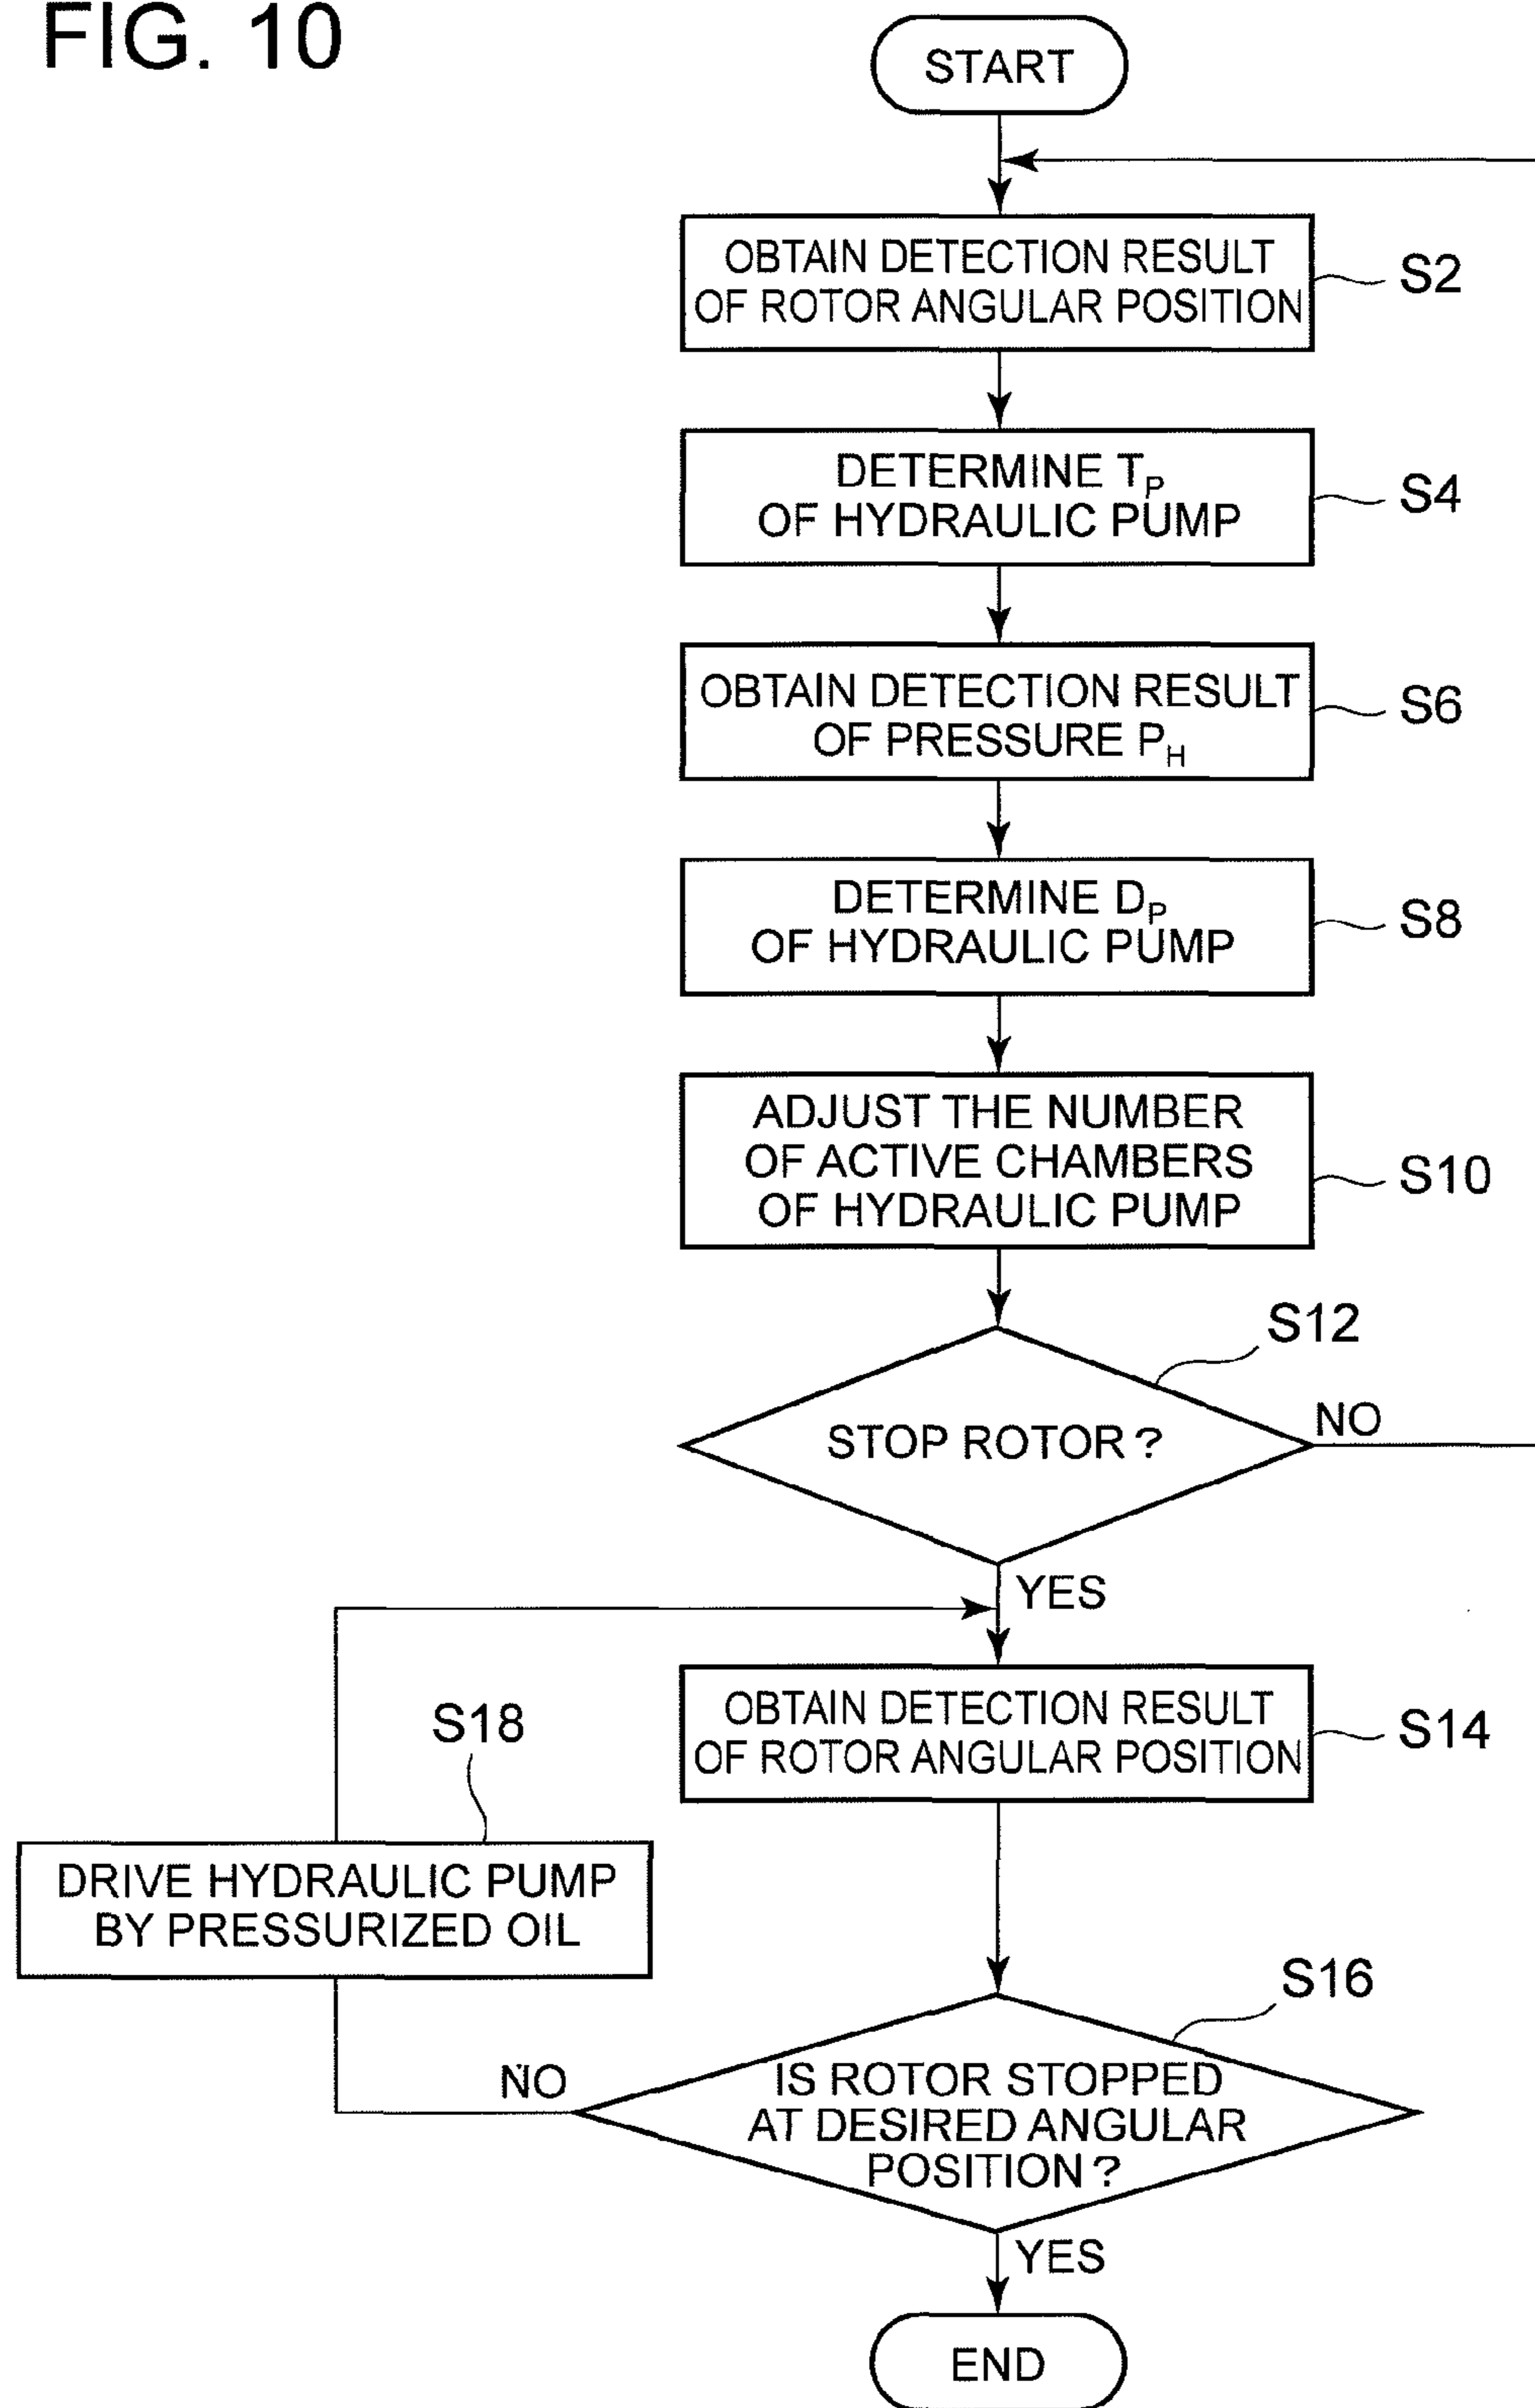 FIG. 10
START
OBTAIN DETECTION RESULT
OF ROTOR ANGULAR POSITION
S2
DETERMINE TP
OF HYDRAULIC PUMP
S4
OBTAIN DETECTION RESULT
OF PRESSURE PH
S6
DETERMINE DP
OF HYDRAULIC PUMP
S8
ADJUST THE NUMBER
OF ACTIVE CHAMBERS
OF HYDRAULIC PUMP
S10
S12
STOP ROTOR ?
NO
YES
OBTAIN DETECTION RESULT
OF ROTOR ANGULAR POSITION
S14
S18
DRIVE HYDRAULIC PUMP
BY PRESSURIZED OIL
S16
NO
IS ROTOR STOPPED
AT DESIRED ANGULAR
POSITION ?
YES
END